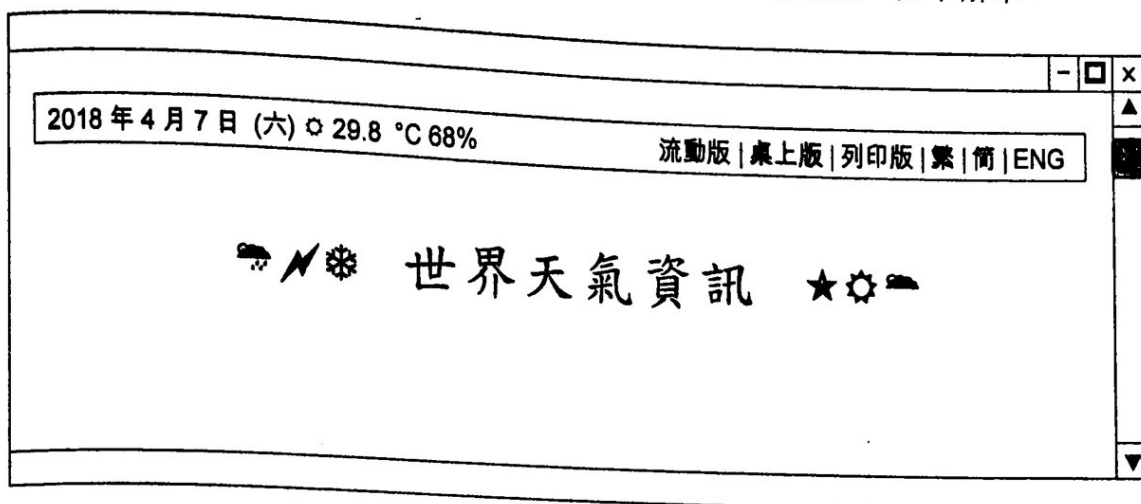 2018 年 4 月 7 日 (六) ☼ 29.8 °C 68%
流動版 | 桌上版 | 列印版 | 繁 | 简 | ENG
世界天氣資訊